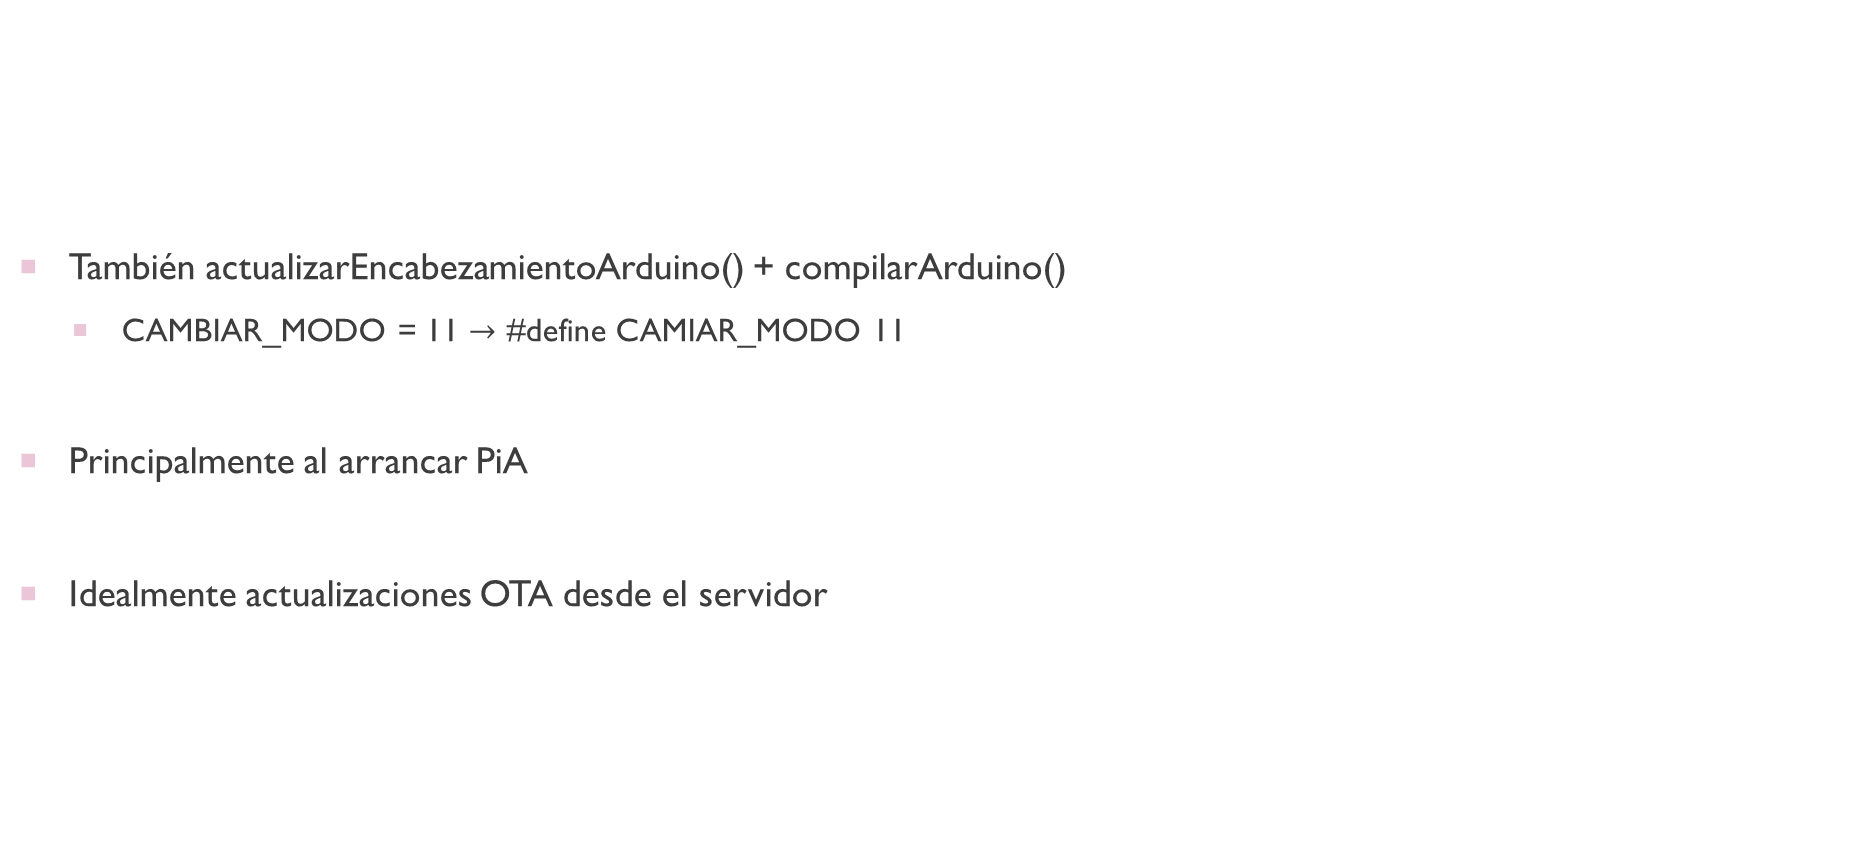 También actualizarEncabezamientoArduino() + compilarArduino()
CAMBIAR_MODO = 11 → #define CAMIAR_MODO 11
Principalmente al arrancar PiA
Idealmente actualizaciones OTA desde el servidor